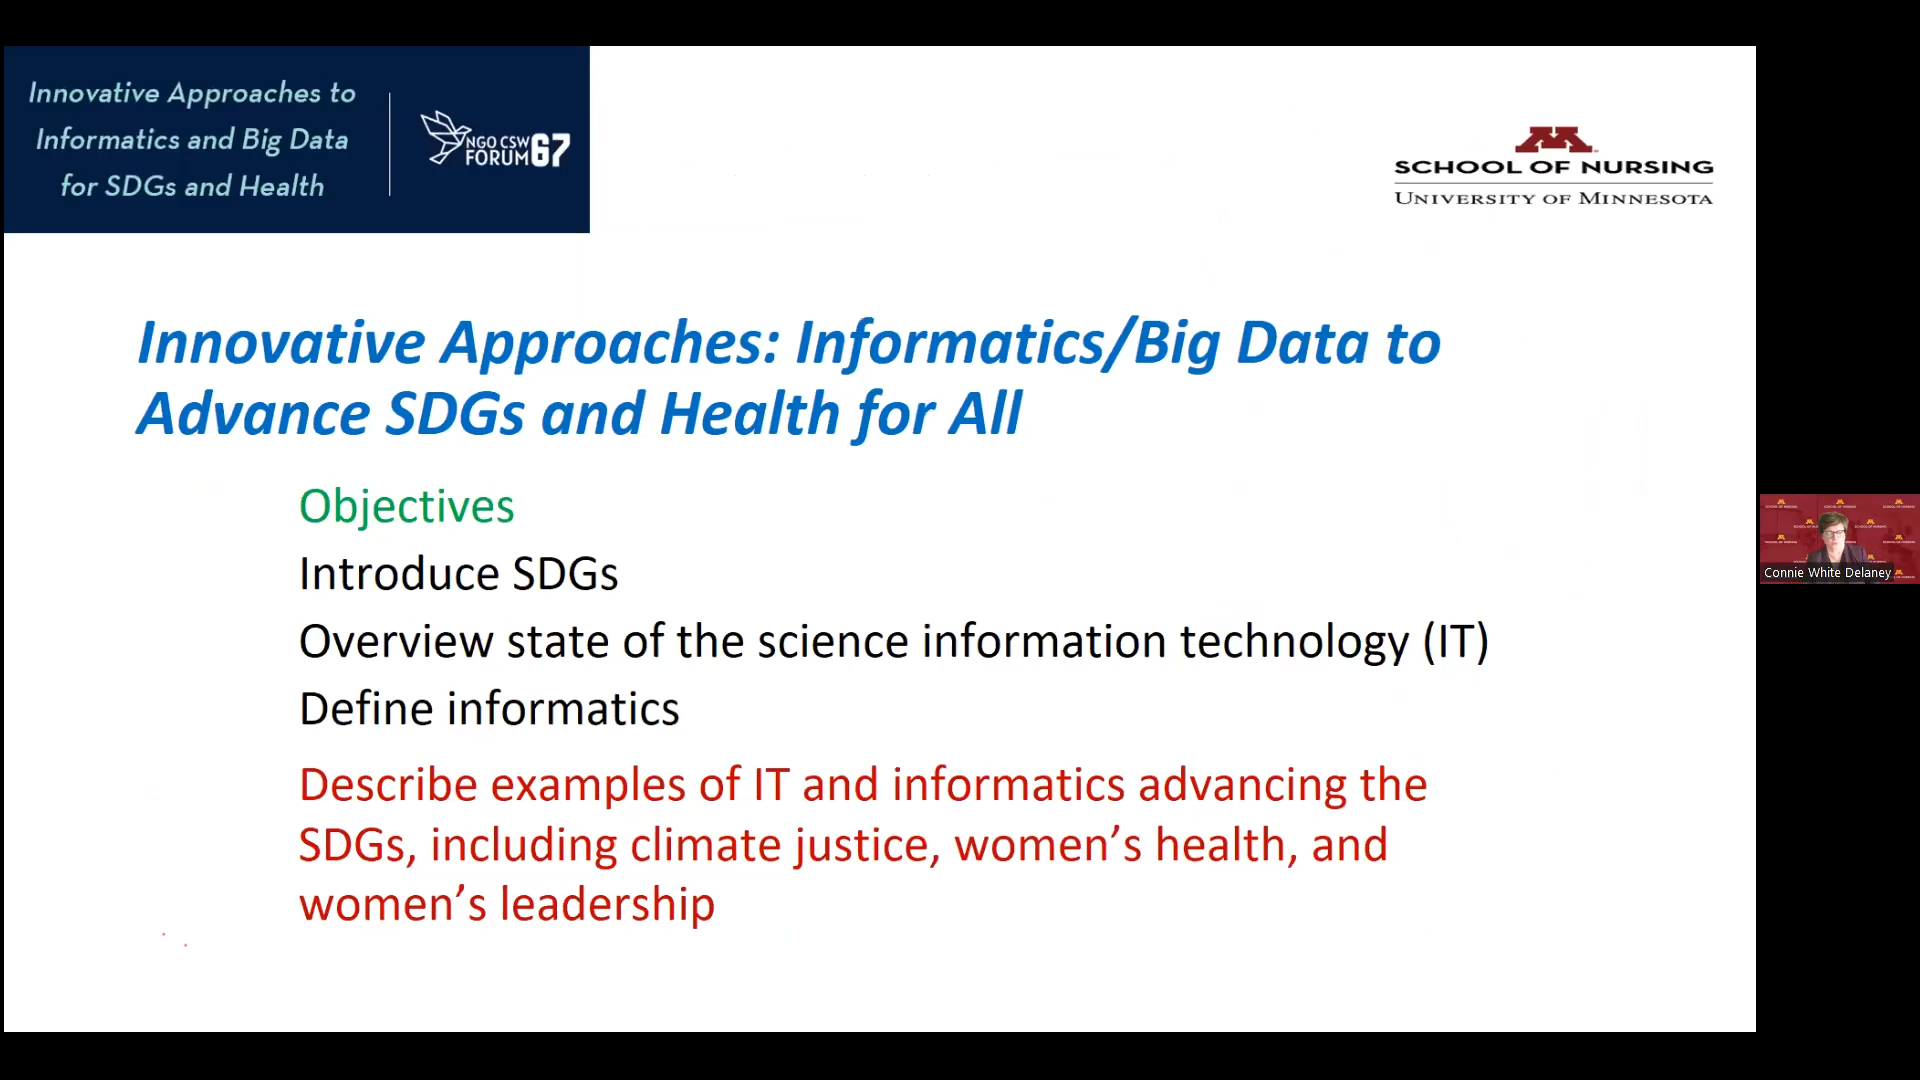 Innovative Approaches to
Informatics and Big Data
for SDGs and Health
NGO CSW
FORUM 67
M
SCHOOL OF NURSING
UNIVERSITY OF MINNESOTA
Innovative Approaches: Informatics/Big Data to
Advance SDGs and Health for All
Objectives
Introduce SDGs
Overview state of the science information technology (IT)
Define informatics
Describe examples of IT and informatics advancing the
SDGs, including climate justice, women’s health, and
women’s leadership
Connie White Delaney